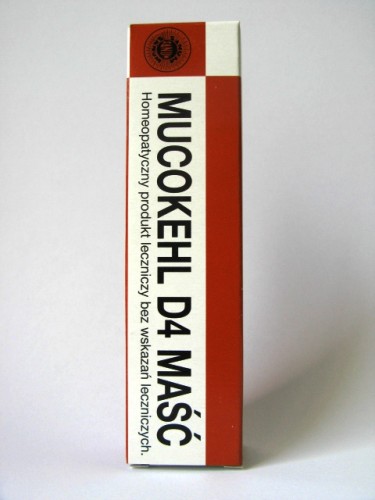 MUCOKEHL D4 MAŚĆ
Homeopatyczny produkt leczniczy bez wskazań leczniczych.